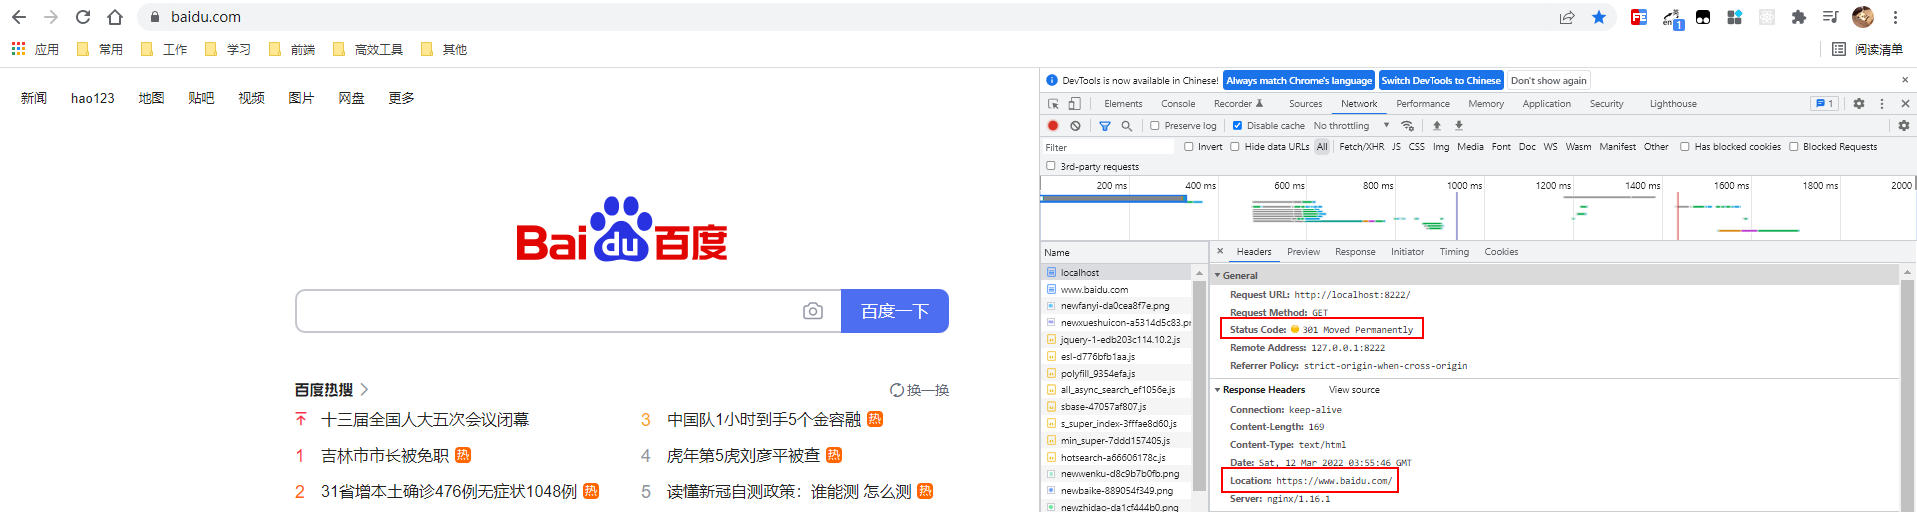 baidu.com
应用 常用 工作 学习 前端 高效工具 其他 阅读清单
新闻 hao123 地图 贴吧 视频 图片 网盘 更多
Bai du 百度
百度一下
百度热搜 换一换
十三届全国人大五次会议闭幕
1 吉林市市长被免职 热
2 31省增本土确诊476例无症状1048例 热
3 中国队1小时到手5个金容融 热
4 虎年第5虎刘彦平被查 热
5 读懂新冠自测政策：谁能测 怎么测 热
DevTools is now available in Chinese! Always match Chrome's language Switch DevTools to Chinese Don't show again
Elements Console Recorder Sources Network Performance Memory Application Security Lighthouse 1
Preserve log Disable cache No throttling
Filter Invert Hide data URLs All Fetch/XHR JS CSS Img Media Font Doc WS Wasm Manifest Other Has blocked cookies Blocked Requests
3rd-party requests
200 ms 400 ms 600 ms 800 ms 1000 ms 1200 ms 1400 ms 1600 ms 1800 ms 2000
Name
localhost
www.baidu.com
newfanyi-da0cea8f7e.png
newxueshuicon-a5314d5c83.pn
jquery-1-edb203c114.10.2.js
esl-d776bfb1aa.js
polyfill_9354efa.js
all_async_search_ef1056e.js
sbase-47057af807.js
s_super_index-3fffae8d60.js
min_super-7ddd157405.js
hotsearch-a66606178c.js
newwenku-d8c9b7b0fb.png
newbaike-889054f349.png
newzhidao-da1cf444b0.png
Headers Preview Response Initiator Timing Cookies
General
Request URL: http://localhost:8222/
Request Method: GET
Status Code: 301 Moved Permanently
Remote Address: 127.0.0.1:8222
Referrer Policy: strict-origin-when-cross-origin
Response Headers View source
Connection: keep-alive
Content-Length: 169
Content-Type: text/html
Date: Sat, 12 Mar 2022 03:55:46 GMT
Location: https://www.baidu.com/
Server: nginx/1.16.1